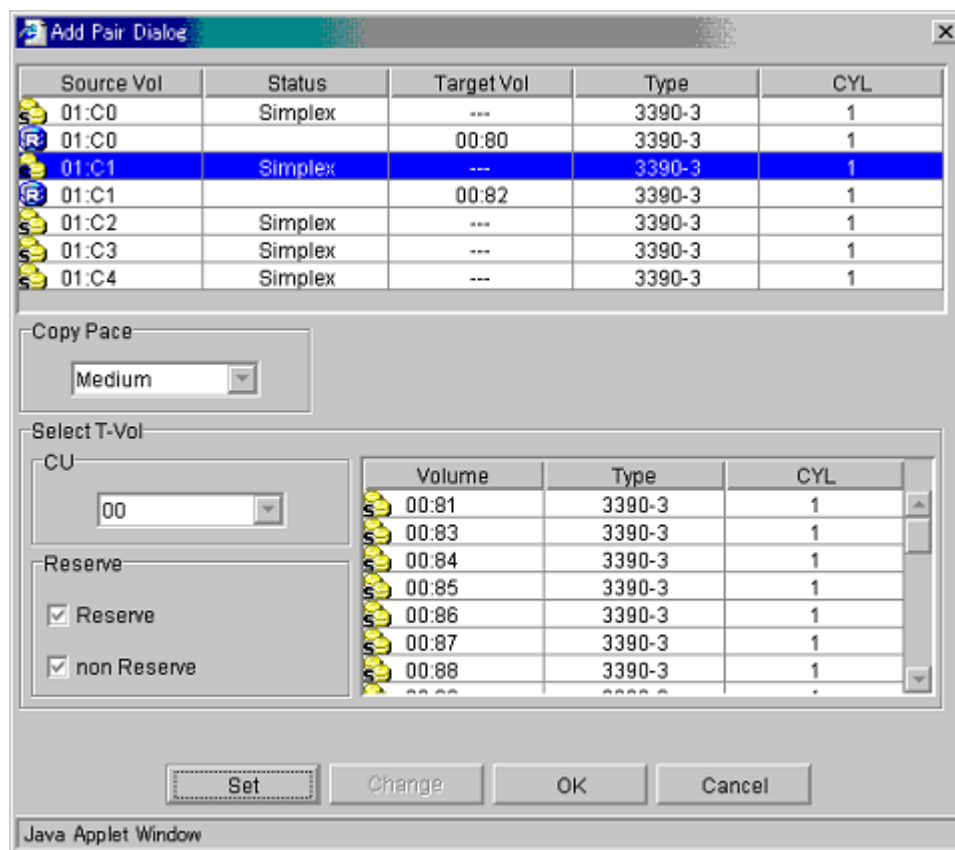 Add Pair Dialog
Source Vol Status Target Vol Type CYL
S 01:C0 Simplex --- 3390-3 1
R 01:C0 00:80 3390-3 1
01:C1 Simplex --- 3390-3 1
R 01:C1 00:82 3390-3 1
S 01:C2 Simplex --- 3390-3 1
S 01:C3 Simplex --- 3390-3 1
S 01:C4 Simplex --- 3390-3 1
Copy Pace
Medium
Select T-Vol
CU
00
Reserve
Reserve
non Reserve
Volume Type CYL
S 00:81 3390-3 1
S 00:83 3390-3 1
S 00:84 3390-3 1
S 00:85 3390-3 1
S 00:86 3390-3 1
S 00:87 3390-3 1
S 00:88 3390-3 1
Set Change OK Cancel
Java Applet Window